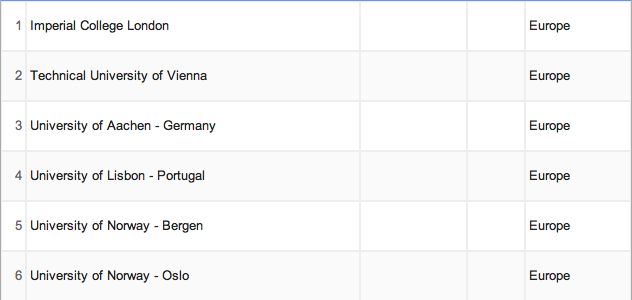 1 Imperial College London Europe
2 Technical University of Vienna Europe
3 University of Aachen - Germany Europe
4 University of Lisbon - Portugal Europe
5 University of Norway - Bergen Europe
6 University of Norway - Oslo Europe